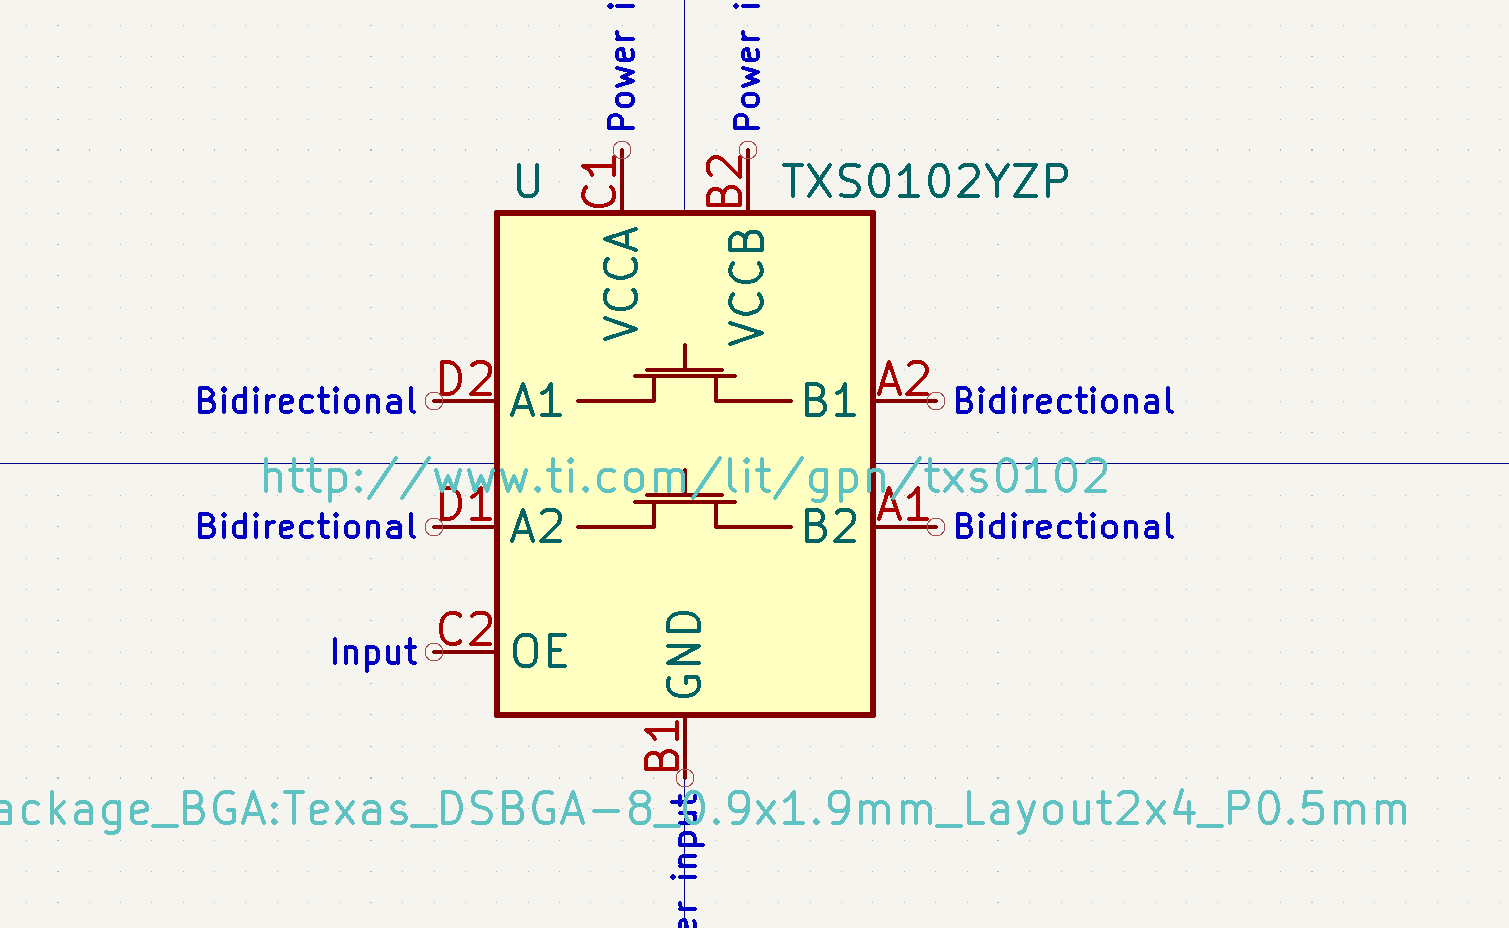 Power i
Power i
U
C1
B2
TXS0102YZP
VCCA
VCCB
Bidirectional
D2
A1
B1
A2
Bidirectional
http://www.ti.com/lit/gpn/txs0102
Bidirectional
D1
A2
B2
A1
Bidirectional
Input
C2
OE
GND
B1
ackage_BGA:Texas_DSBGA-8_0.9x1.9mm_Layout2x4_P0.5mm
er input